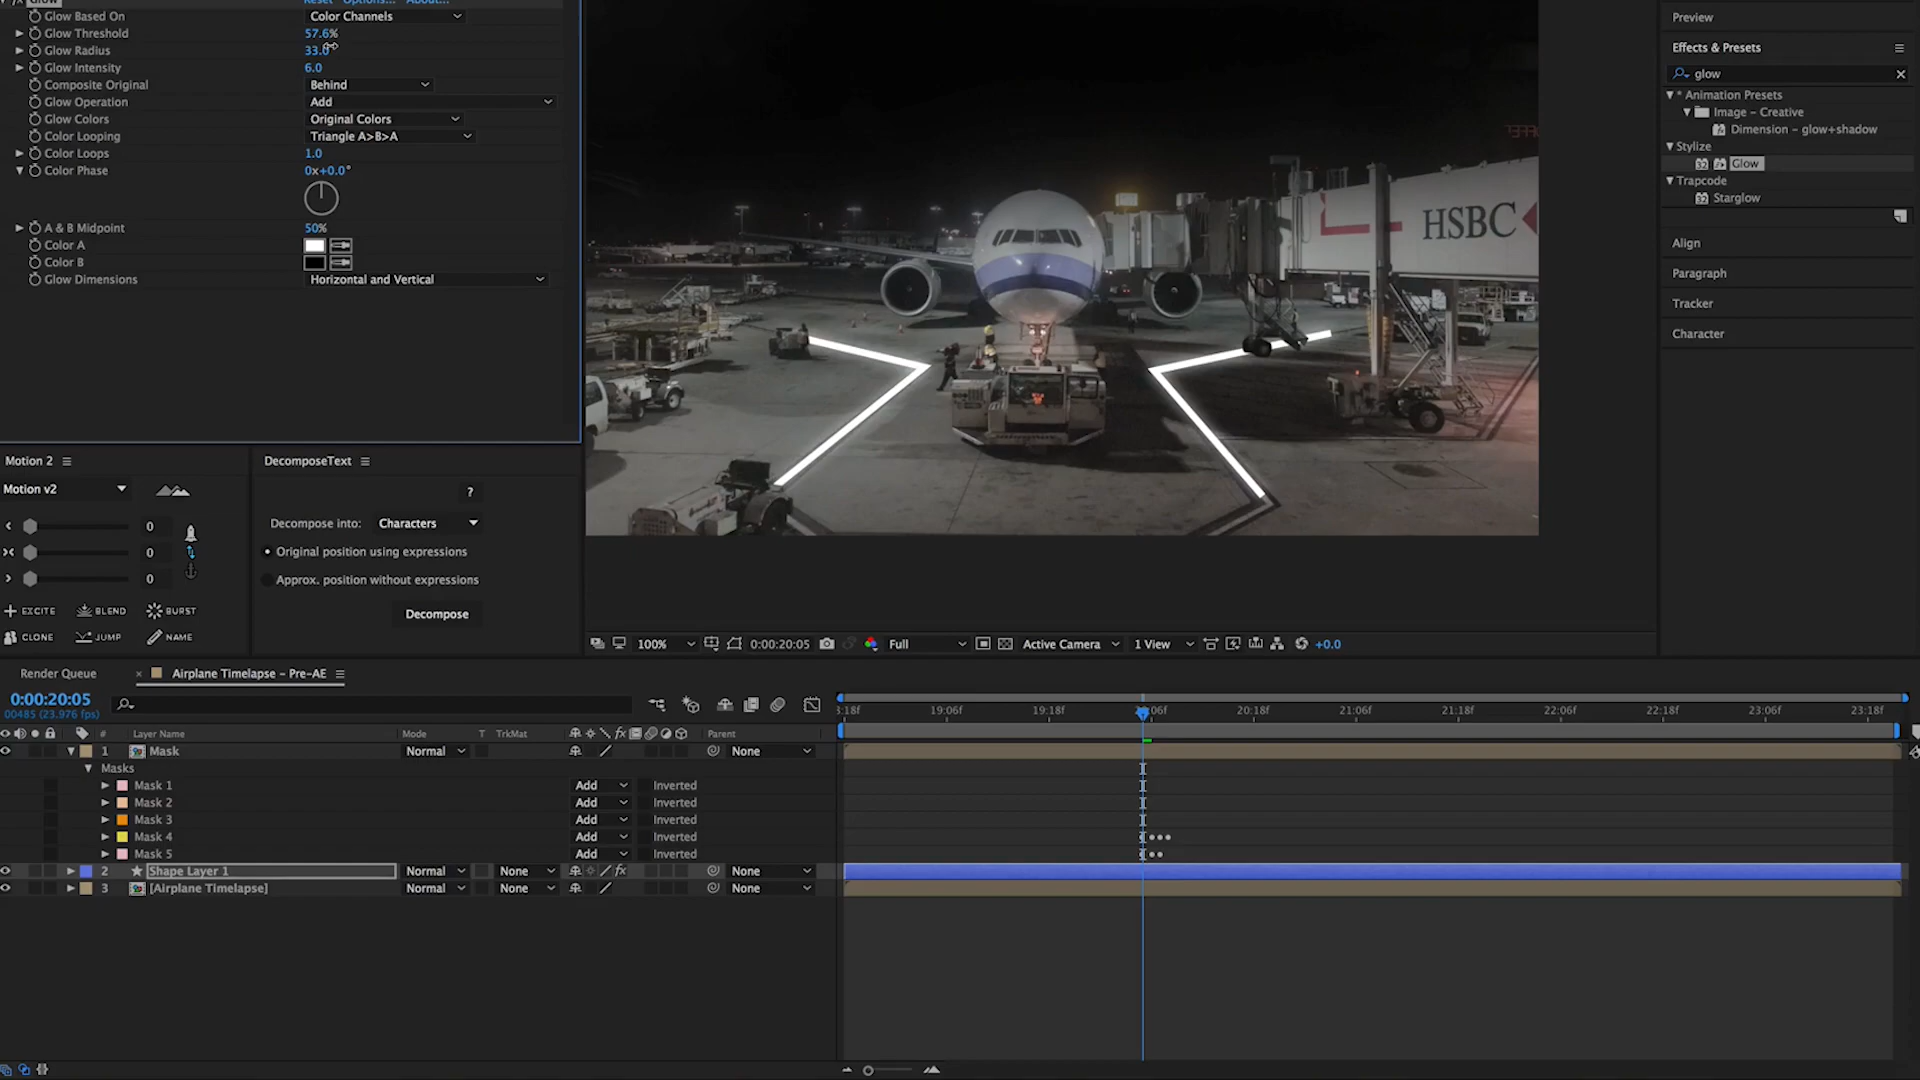 Glow Reset Options... About...
Glow Based On Color Channels
Glow Threshold 57.6%
Glow Radius 33.0
Glow Intensity 6.0
Composite Original Behind
Glow Operation Add
Glow Colors Original Colors
Color Looping Triangle A>B>A
Color Loops 1.0
Color Phase 0x+0.0°
A & B Midpoint 50%
Color A
Color B
Glow Dimensions Horizontal and Vertical
HSBC
Preview
Effects & Presets
glow
* Animation Presets
Image – Creative
Dimension – glow+shadow
Stylize
32 Glow
Trapcode
32 Starglow
Align
Paragraph
Tracker
Character
Motion 2
Motion v2
0
0
0
EXCITE BLEND BURST
CLONE JUMP NAME
DecomposeText
?
Decompose into: Characters
Original position using expressions
Approx. position without expressions
Decompose
100% 0:00:20:05 Full Active Camera 1 View +0.0
Render Queue Airplane Timelapse – Pre-AE
0:00:20:05
00485 (23.976 fps)
# Layer Name Mode T TrkMat fx Parent
1 Mask Normal None
Masks
Mask 1 Add Inverted
Mask 2 Add Inverted
Mask 3 Add Inverted
Mask 4 Add Inverted
Mask 5 Add Inverted
2 Shape Layer 1 Normal None fx None
3 [Airplane Timelapse] Normal None None
19:06f 19:18f 20:18f 21:06f 21:18f 22:06f 22:18f 23:06f 23:18f